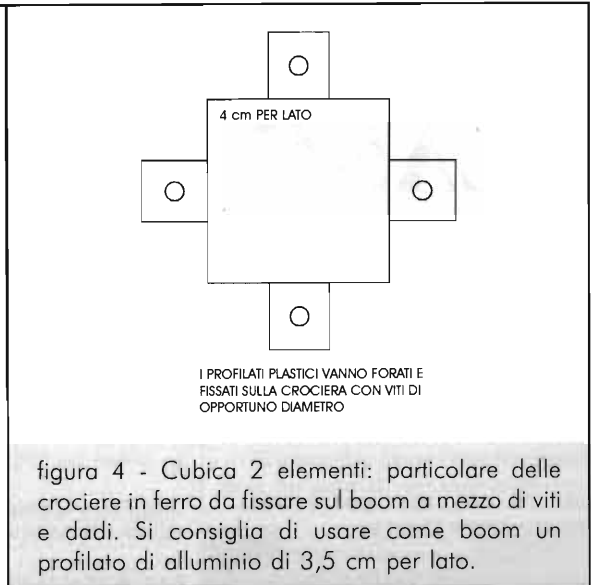 4 cm PER LATO
I PROFILATI PLASTICI VANNO FORATI E
FISSATI SULLA CROCIERA CON VITI DI
OPPORTUNO DIAMETRO
figura 4 - Cubica 2 elementi: particolare delle
crociere in ferro da fissare sul boom a mezzo di viti
e dadi. Si consiglia di usare come boom un
profilato di alluminio di 3,5 cm per lato.